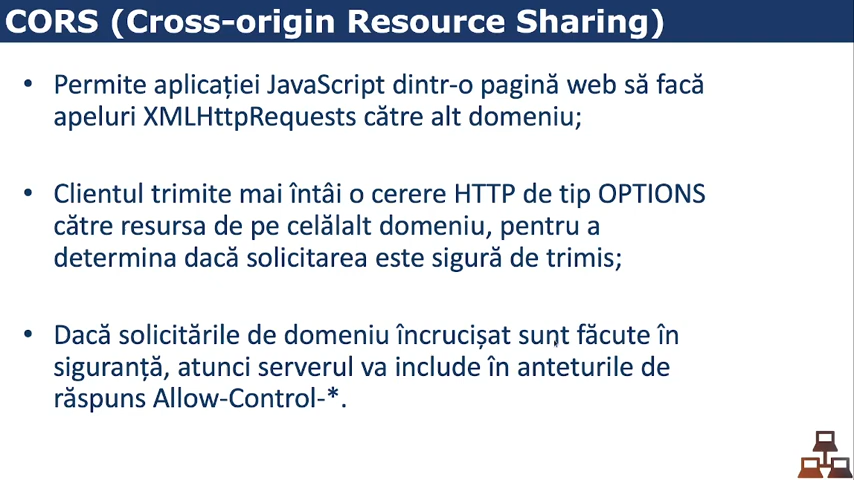 CORS (Cross-origin Resource Sharing)
• Permite aplicației JavaScript dintr-o pagină web să facă
apeluri XMLHttpRequests către alt domeniu;
• Clientul trimite mai întâi o cerere HTTP de tip OPTIONS
către resursa de pe celălalt domeniu, pentru a
determina dacă solicitarea este sigură de trimis;
• Dacă solicitările de domeniu încrucișat sunt făcute în
siguranță, atunci serverul va include în anteturile de
răspuns Allow-Control-*.